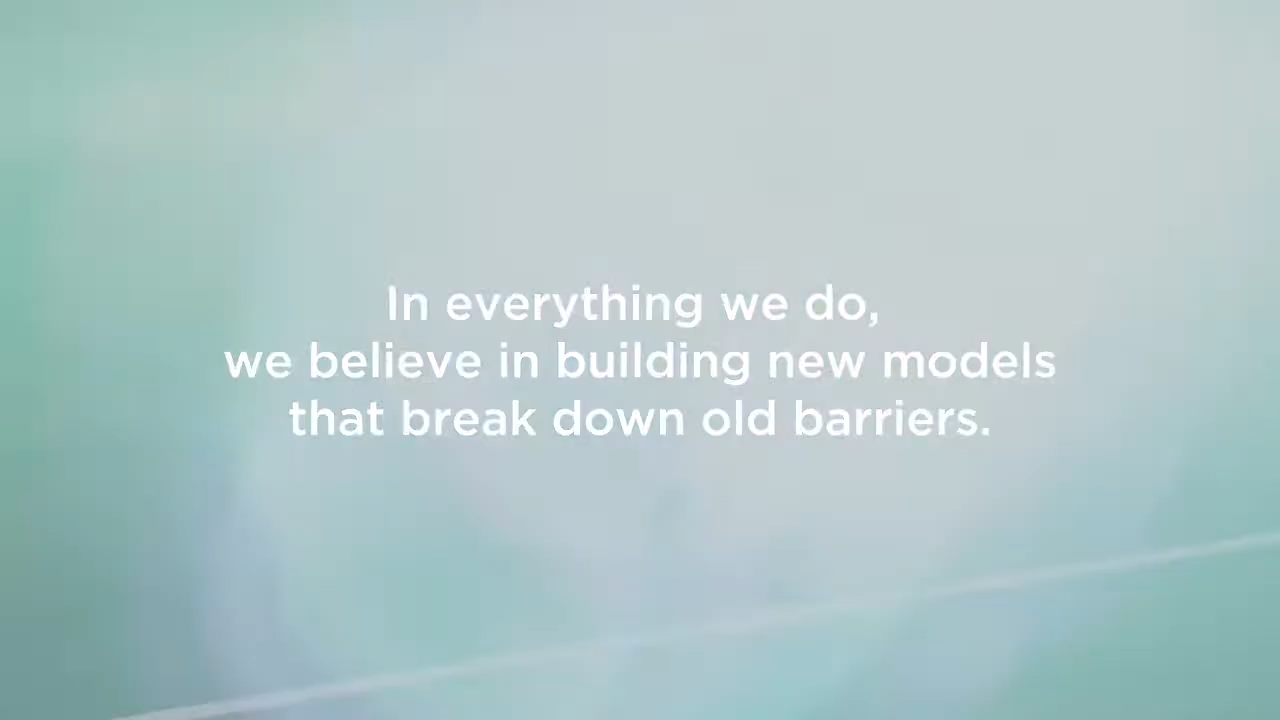 In everything we do,
we believe in building new models
that break down old barriers.